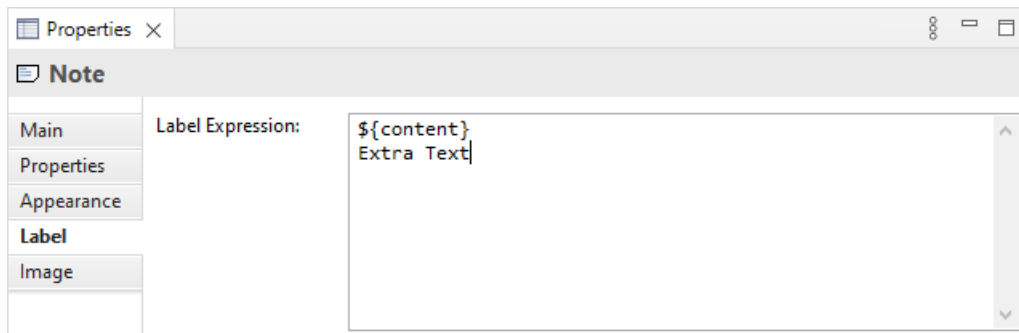 Properties
Note
Main
Properties
Appearance
Label
Image
Label Expression:
${content}
Extra Text